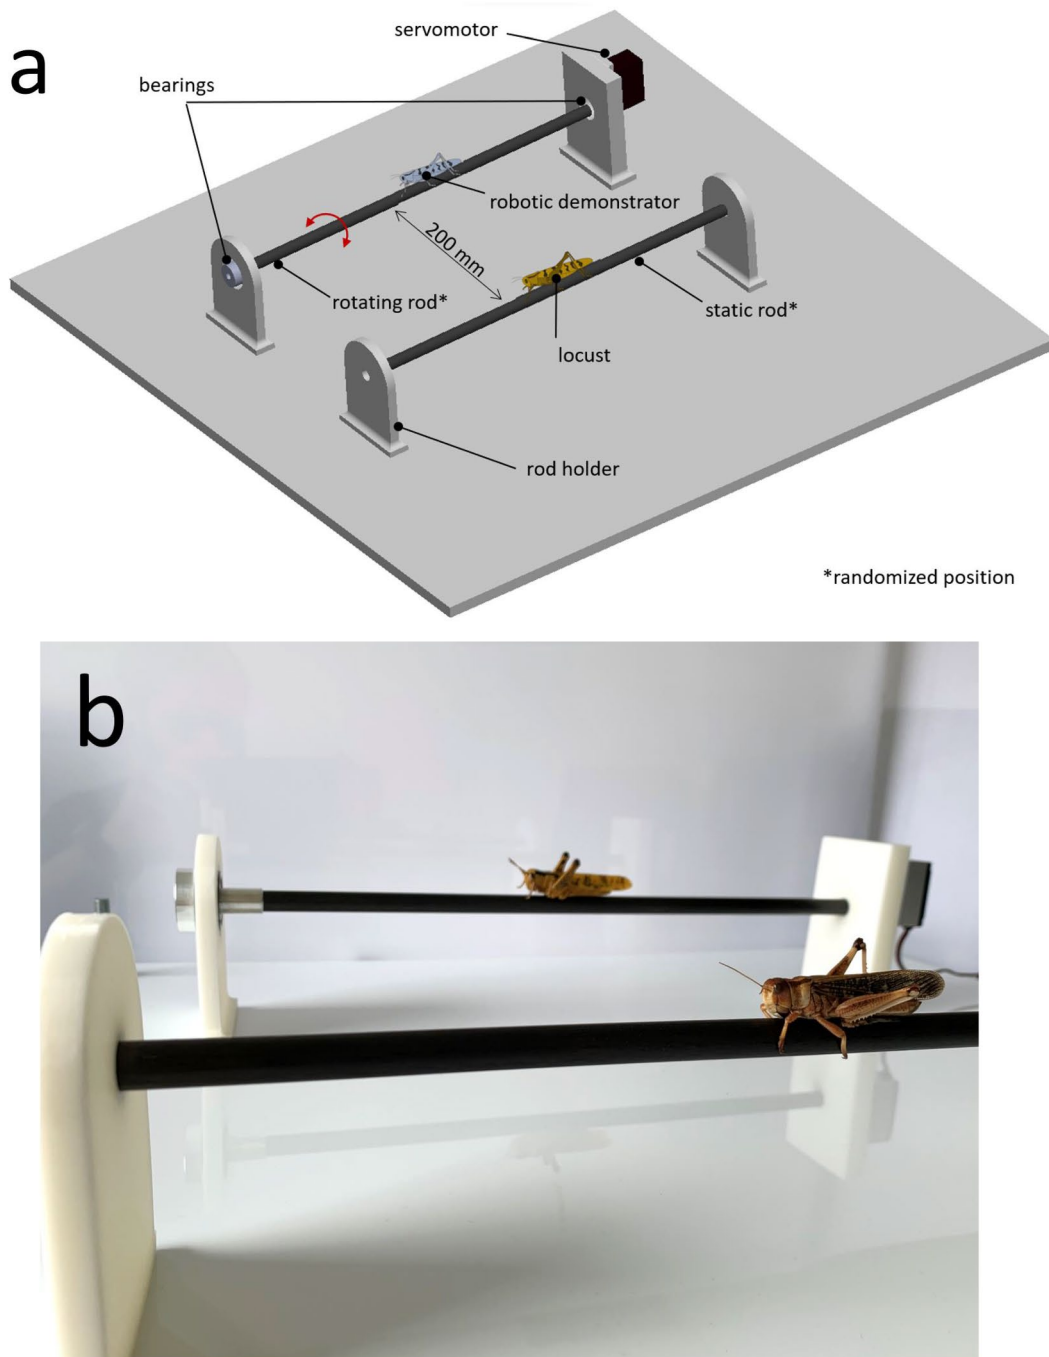 a
servomotor
bearings
robotic demonstrator
200 mm
rotating rod*
static rod*
locust
rod holder
*randomized position
b